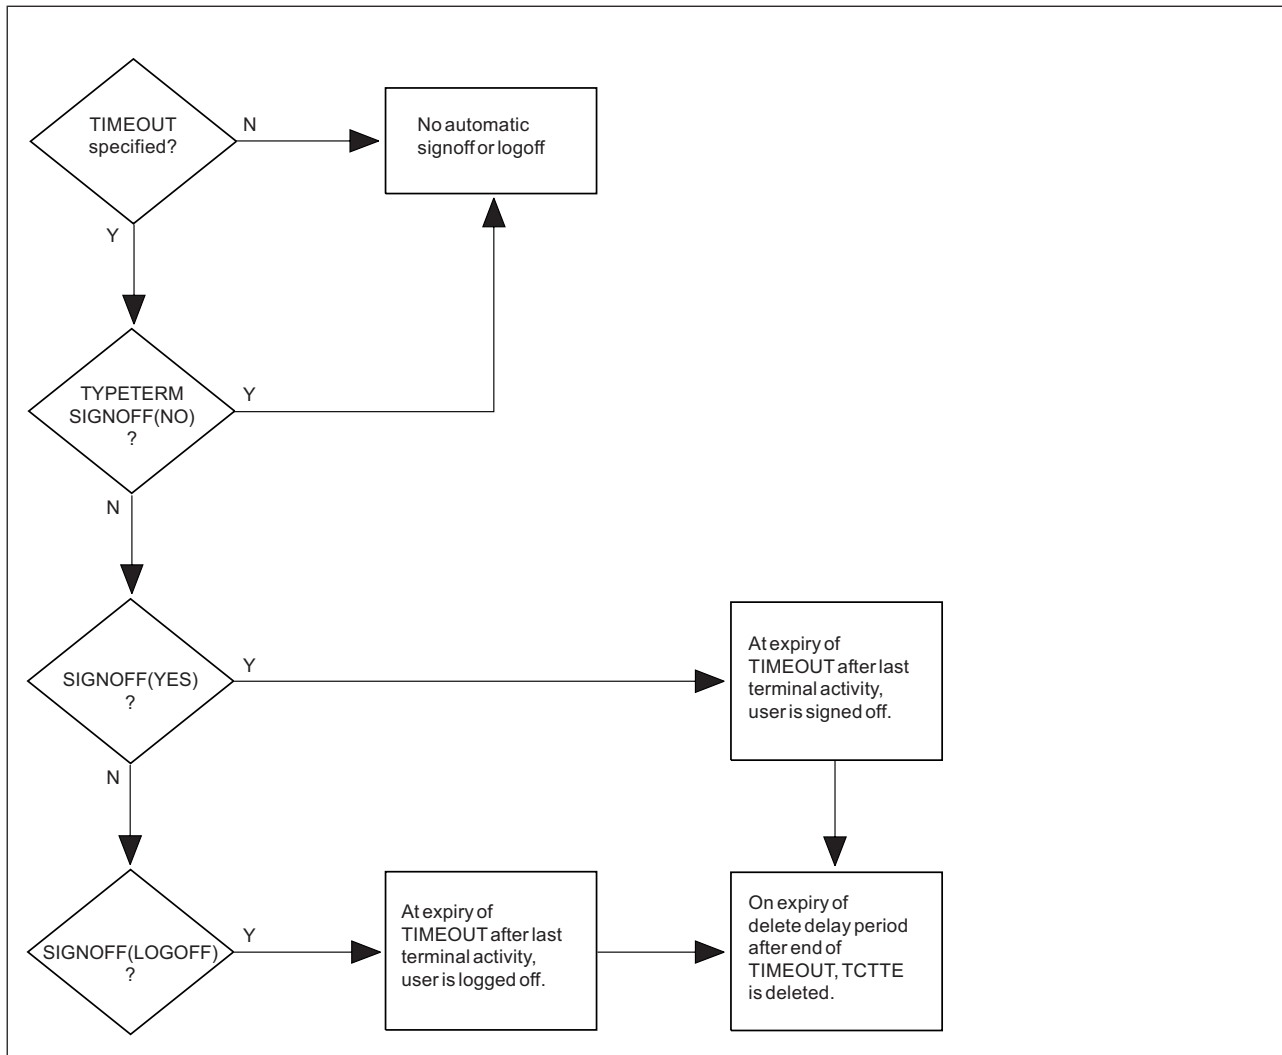 TIMEOUT
specified?
N
No automatic
signoff or logoff
Y
TYPETERM
SIGNOFF(NO)
?
Y
N
SIGNOFF(YES)
?
Y
At expiry of
TIMEOUT after last
terminal activity,
user is signed off.
N
SIGNOFF(LOGOFF)
?
Y
At expiry of
TIMEOUT after last
terminal activity,
user is logged off.
On expiry of
delete delay period
after end of
TIMEOUT, TCTTE
is deleted.